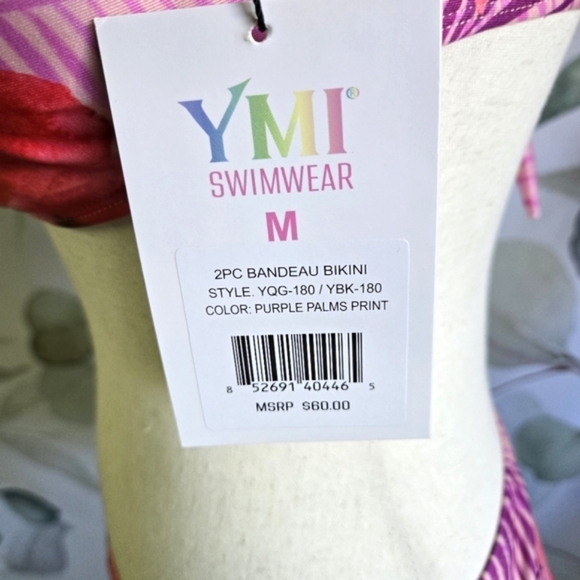 YMI®
SWIMWEAR
M
2PC BANDEAU BIKINI
STYLE. YQG-180 / YBK-180
COLOR: PURPLE PALMS PRINT
8 52691 40446 5
MSRP $60.00